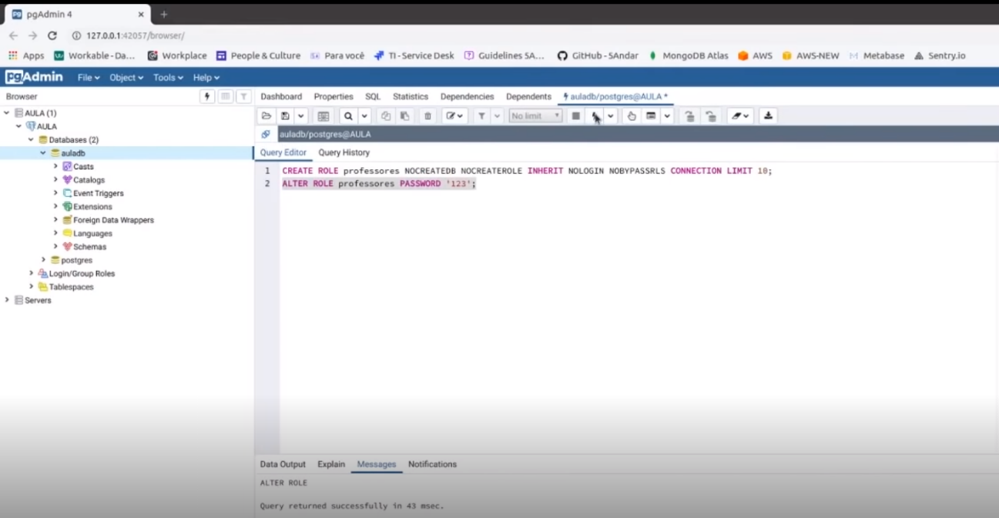 pgAdmin 4
127.0.0.1:42057/browser/
Apps Workable - Da... Workplace People & Culture Para você TI - Service Desk Guidelines 5A... GitHub - 5Andar MongoDB Atlas AWS AWS-NEW Metabase Sentry.io
pgAdmin File Object Tools Help
Browser
Dashboard Properties SQL Statistics Dependencies Dependents auladb/postgres@AULA *
AULA (1)
AULA
Databases (2)
auladb
Casts
Catalogs
Event Triggers
Extensions
Foreign Data Wrappers
Languages
Schemas
postgres
Login/Group Roles
Tablespaces
Servers
No limit
auladb/postgres@AULA
Query Editor Query History
1 CREATE ROLE professores NOCREATEDB NOCREATEROLE INHERIT NOLOGIN NOBYPASSRLS CONNECTION LIMIT 10;
2 ALTER ROLE professores PASSWORD '123';
Data Output Explain Messages Notifications
ALTER ROLE
Query returned successfully in 43 msec.